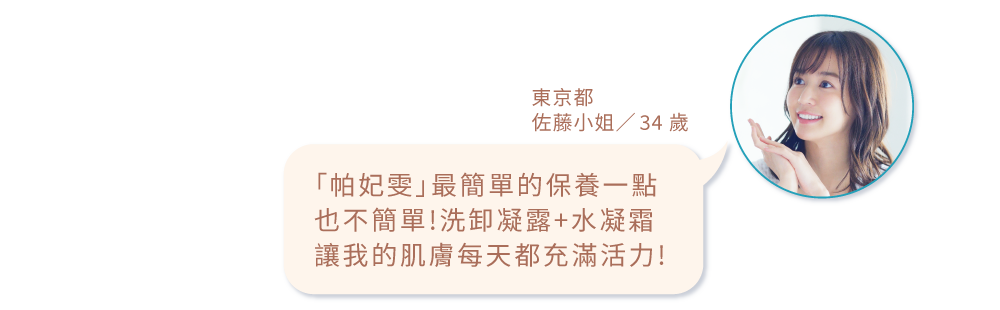 東京都
佐藤小姐／34 歲
「帕妃雯」最簡單的保養一點
也不簡單!洗卸凝露+水凝霜
讓我的肌膚每天都充滿活力!